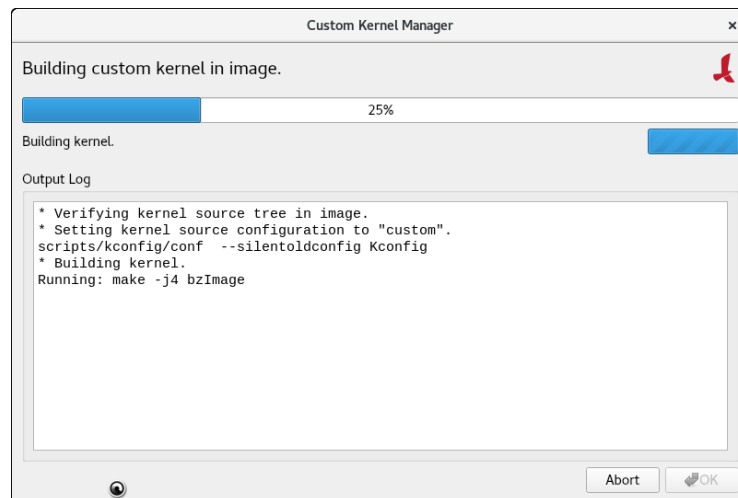 Custom Kernel Manager ×
Building custom kernel in image.
25%
Building kernel.
Output Log
* Verifying kernel source tree in image.
* Setting kernel source configuration to "custom".
scripts/kconfig/conf  --silentoldconfig Kconfig
* Building kernel.
Running: make -j4 bzImage
Abort OK